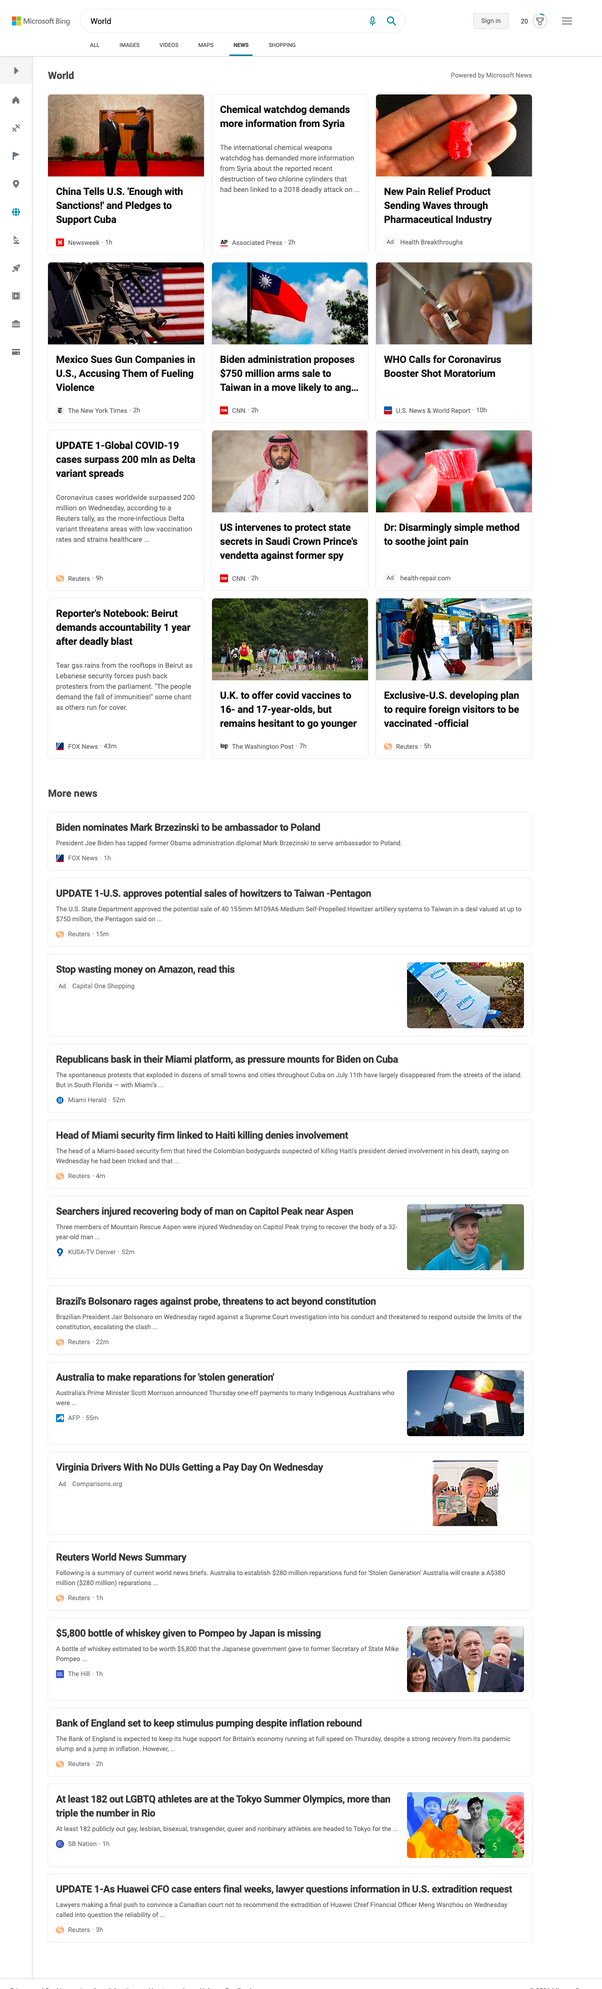 Microsoft Bing
World
Sign in
20
ALL
IMAGES
VIDEOS
MAPS
NEWS
SHOPPING
World
Powered by Microsoft News
China Tells U.S. 'Enough with
Sanctions!' and Pledges to
Support Cuba
Newsweek · 1h
Chemical watchdog demands
more information from Syria
The international chemical weapons
watchdog has demanded more information
from Syria about the reported recent
destruction of two chlorine cylinders that
had been linked to a 2018 deadly attack on ...
AP Associated Press · 2h
New Pain Relief Product
Sending Waves through
Pharmaceutical Industry
Ad Health Breakthroughs
Mexico Sues Gun Companies in
U.S., Accusing Them of Fueling
Violence
The New York Times · 2h
Biden administration proposes
$750 million arms sale to
Taiwan in a move likely to ang...
CNN · 2h
WHO Calls for Coronavirus
Booster Shot Moratorium
U.S. News & World Report · 10h
UPDATE 1-Global COVID-19
cases surpass 200 mln as Delta
variant spreads
Coronavirus cases worldwide surpassed 200
million on Wednesday, according to a
Reuters tally, as the more-infectious Delta
variant threatens areas with low vaccination
rates and strains healthcare ...
Reuters · 9h
US intervenes to protect state
secrets in Saudi Crown Prince's
vendetta against former spy
CNN · 2h
Dr: Disarmingly simple method
to soothe joint pain
Ad health-repair.com
Reporter's Notebook: Beirut
demands accountability 1 year
after deadly blast
Tear gas rains from the rooftops in Beirut as
Lebanese security forces push back
protesters from the parliament. "The people
demand the fall of immunities!" some chant
as others run for cover.
FOX News · 43m
U.K. to offer covid vaccines to
16- and 17-year-olds, but
remains hesitant to go younger
wp The Washington Post · 7h
Exclusive-U.S. developing plan
to require foreign visitors to be
vaccinated -official
Reuters · 5h
More news
Biden nominates Mark Brzezinski to be ambassador to Poland
President Joe Biden has tapped former Obama administration diplomat Mark Brzezinski to serve ambassador to Poland.
FOX News · 1h
UPDATE 1-U.S. approves potential sales of howitzers to Taiwan -Pentagon
The U.S. State Department approved the potential sale of 40 155mm M109A6 Medium Self-Propelled Howitzer artillery systems to Taiwan in a deal valued at up to
$750 million, the Pentagon said on ...
Reuters · 15m
Stop wasting money on Amazon, read this
Ad Capital One Shopping
prime
prime
Republicans bask in their Miami platform, as pressure mounts for Biden on Cuba
The spontaneous protests that exploded in dozens of small towns and cities throughout Cuba on July 11th have largely disappeared from the streets of the island.
But in South Florida — with Miami's ...
Miami Herald · 52m
Head of Miami security firm linked to Haiti killing denies involvement
The head of a Miami-based security firm that hired the Colombian bodyguards suspected of killing Haiti's president denied involvement in his death, saying on
Wednesday he had been tricked and that ...
Reuters · 4m
Searchers injured recovering body of man on Capitol Peak near Aspen
Three members of Mountain Rescue Aspen were injured Wednesday on Capitol Peak trying to recover the body of a 32-
year-old man ...
9 KUSA-TV Denver · 52m
Brazil's Bolsonaro rages against probe, threatens to act beyond constitution
Brazilian President Jair Bolsonaro on Wednesday raged against a Supreme Court investigation into his conduct and threatened to respond outside the limits of the
constitution, escalating the clash ...
Reuters · 22m
Australia to make reparations for 'stolen generation'
Australia's Prime Minister Scott Morrison announced Thursday one-off payments to many Indigenous Australians who
were ...
AFP · 55m
Virginia Drivers With No DUIs Getting a Pay Day On Wednesday
Ad Comparisons.org
Reuters World News Summary
Following is a summary of current world news briefs. Australia to establish $280 million reparations fund for 'Stolen Generation' Australia will create a A$380
million ($280 million) reparations ...
Reuters · 1h
$5,800 bottle of whiskey given to Pompeo by Japan is missing
A bottle of whiskey estimated to be worth $5,800 that the Japanese government gave to former Secretary of State Mike
Pompeo ...
The Hill · 1h
Bank of England set to keep stimulus pumping despite inflation rebound
The Bank of England is expected to keep its huge support for Britain's economy running at full speed on Thursday, despite a strong recovery from its pandemic
slump and a jump in inflation. However, ...
Reuters · 2h
At least 182 out LGBTQ athletes are at the Tokyo Summer Olympics, more than
triple the number in Rio
At least 182 publicly out gay, lesbian, bisexual, transgender, queer and nonbinary athletes are headed to Tokyo for the ...
SB Nation · 1h
UPDATE 1-As Huawei CFO case enters final weeks, lawyer questions information in U.S. extradition request
Lawyers making a final push to convince a Canadian court not to recommend the extradition of Huawei Chief Financial Officer Meng Wanzhou on Wednesday
called into question the reliability of ...
Reuters · 3h